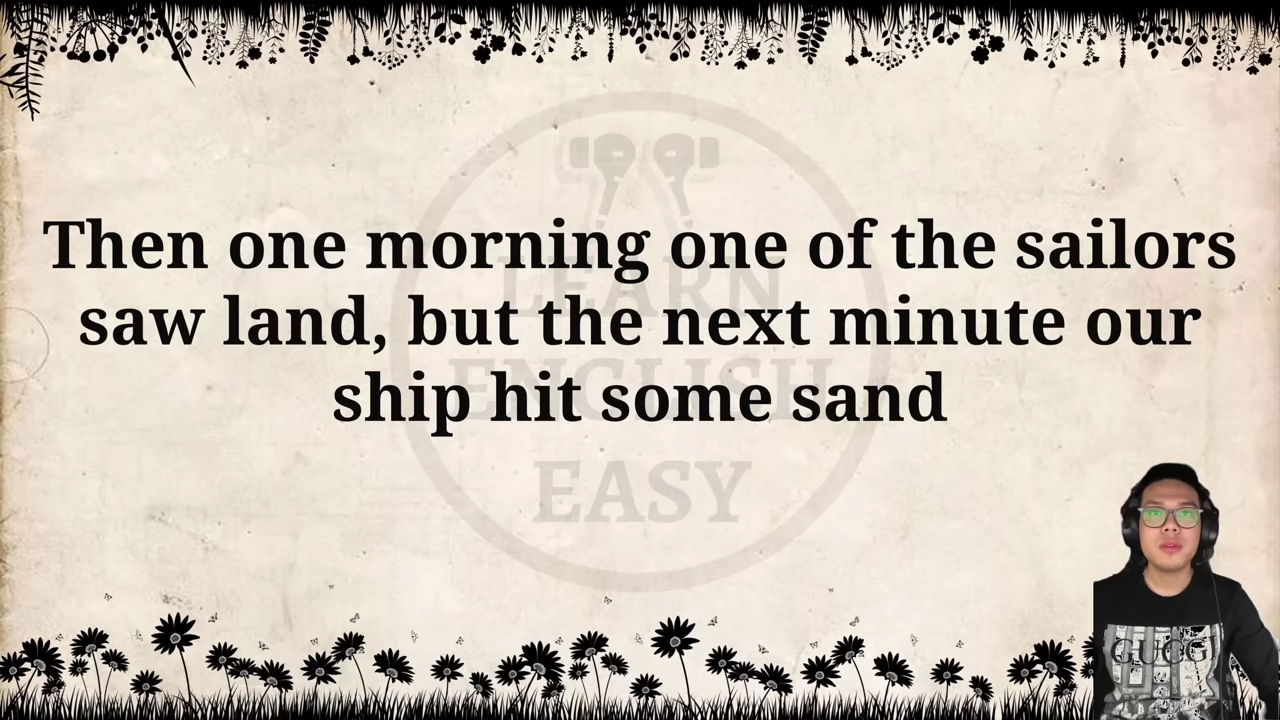 Then one morning one of the sailors
saw land, but the next minute our
ship hit some sand
LEARN
ENGLISH
EASY
GUCCI